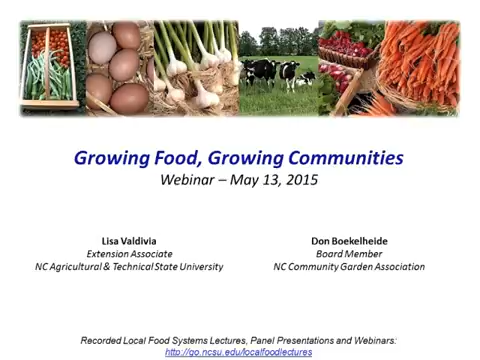 Growing Food, Growing Communities
Webinar – May 13, 2015
Lisa Valdivia
Extension Associate
NC Agricultural & Technical State University
Don Boekelheide
Board Member
NC Community Garden Association
Recorded Local Food Systems Lectures, Panel Presentations and Webinars:
http://go.ncsu.edu/localfoodlectures